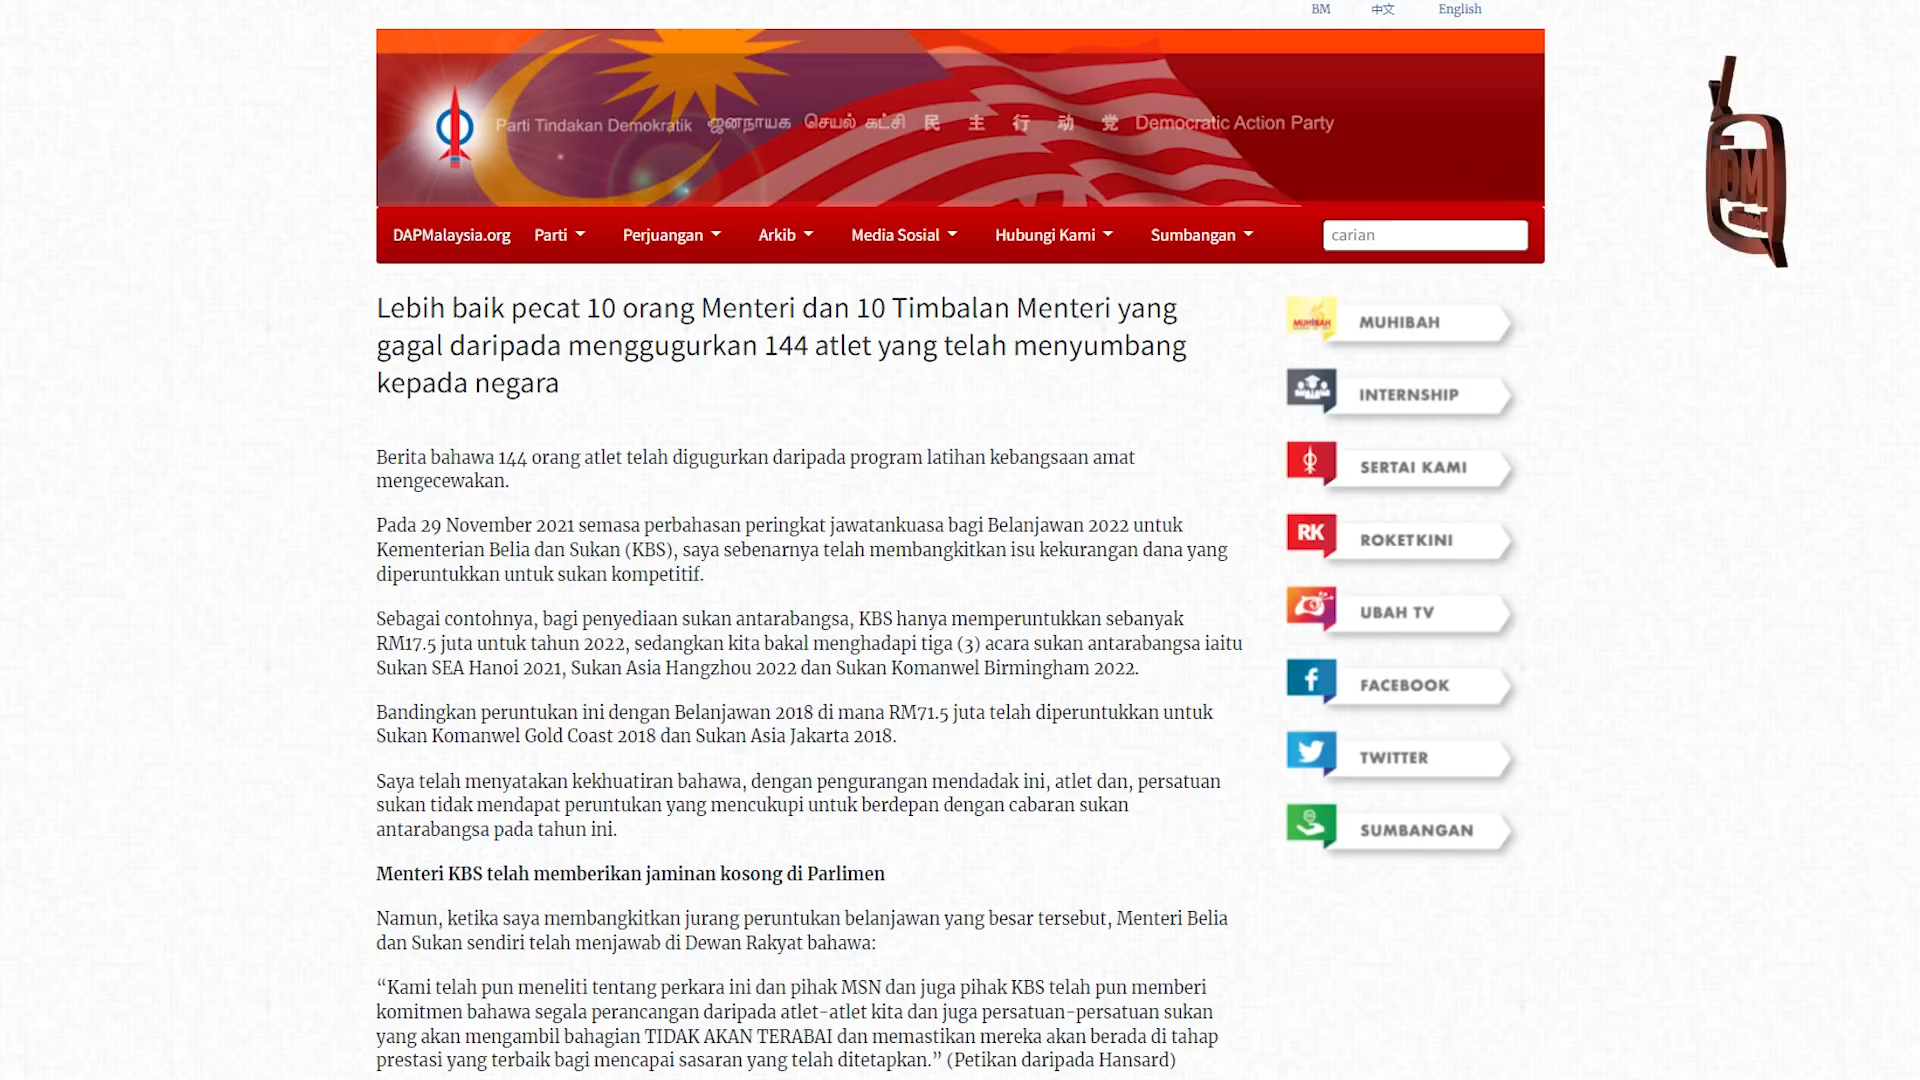 BM 中文 English
Parti Tindakan Demokratik ஜனநாயக செயல் கட்சி 民 主 行 动 党 Democratic Action Party
DAPMalaysia.org Parti Perjuangan Arkib Media Sosial Hubungi Kami Sumbangan carian
Lebih baik pecat 10 orang Menteri dan 10 Timbalan Menteri yang
gagal daripada menggugurkan 144 atlet yang telah menyumbang
kepada negara
Berita bahawa 144 orang atlet telah digugurkan daripada program latihan kebangsaan amat
mengecewakan.
Pada 29 November 2021 semasa perbahasan peringkat jawatankuasa bagi Belanjawan 2022 untuk
Kementerian Belia dan Sukan (KBS), saya sebenarnya telah membangkitkan isu kekurangan dana yang
diperuntukkan untuk sukan kompetitif.
Sebagai contohnya, bagi penyediaan sukan antarabangsa, KBS hanya memperuntukkan sebanyak
RM17.5 juta untuk tahun 2022, sedangkan kita bakal menghadapi tiga (3) acara sukan antarabangsa iaitu
Sukan SEA Hanoi 2021, Sukan Asia Hangzhou 2022 dan Sukan Komanwel Birmingham 2022.
Bandingkan peruntukan ini dengan Belanjawan 2018 di mana RM71.5 juta telah diperuntukkan untuk
Sukan Komanwel Gold Coast 2018 dan Sukan Asia Jakarta 2018.
Saya telah menyatakan kekhuatiran bahawa, dengan pengurangan mendadak ini, atlet dan, persatuan
sukan tidak mendapat peruntukan yang mencukupi untuk berdepan dengan cabaran sukan
antarabangsa pada tahun ini.
Menteri KBS telah memberikan jaminan kosong di Parlimen
Namun, ketika saya membangkitkan jurang peruntukan belanjawan yang besar tersebut, Menteri Belia
dan Sukan sendiri telah menjawab di Dewan Rakyat bahawa:
“Kami telah pun meneliti tentang perkara ini dan pihak MSN dan juga pihak KBS telah pun memberi
komitmen bahawa segala perancangan daripada atlet-atlet kita dan juga persatuan-persatuan sukan
yang akan mengambil bahagian TIDAK AKAN TERABAI dan memastikan mereka akan berada di tahap
prestasi yang terbaik bagi mencapai sasaran yang telah ditetapkan.” (Petikan daripada Hansard)
MUHIBAH MUHIBAH
INTERNSHIP
SERTAI KAMI
RK ROKETKINI
UBAH TV
FACEBOOK
TWITTER
SUMBANGAN